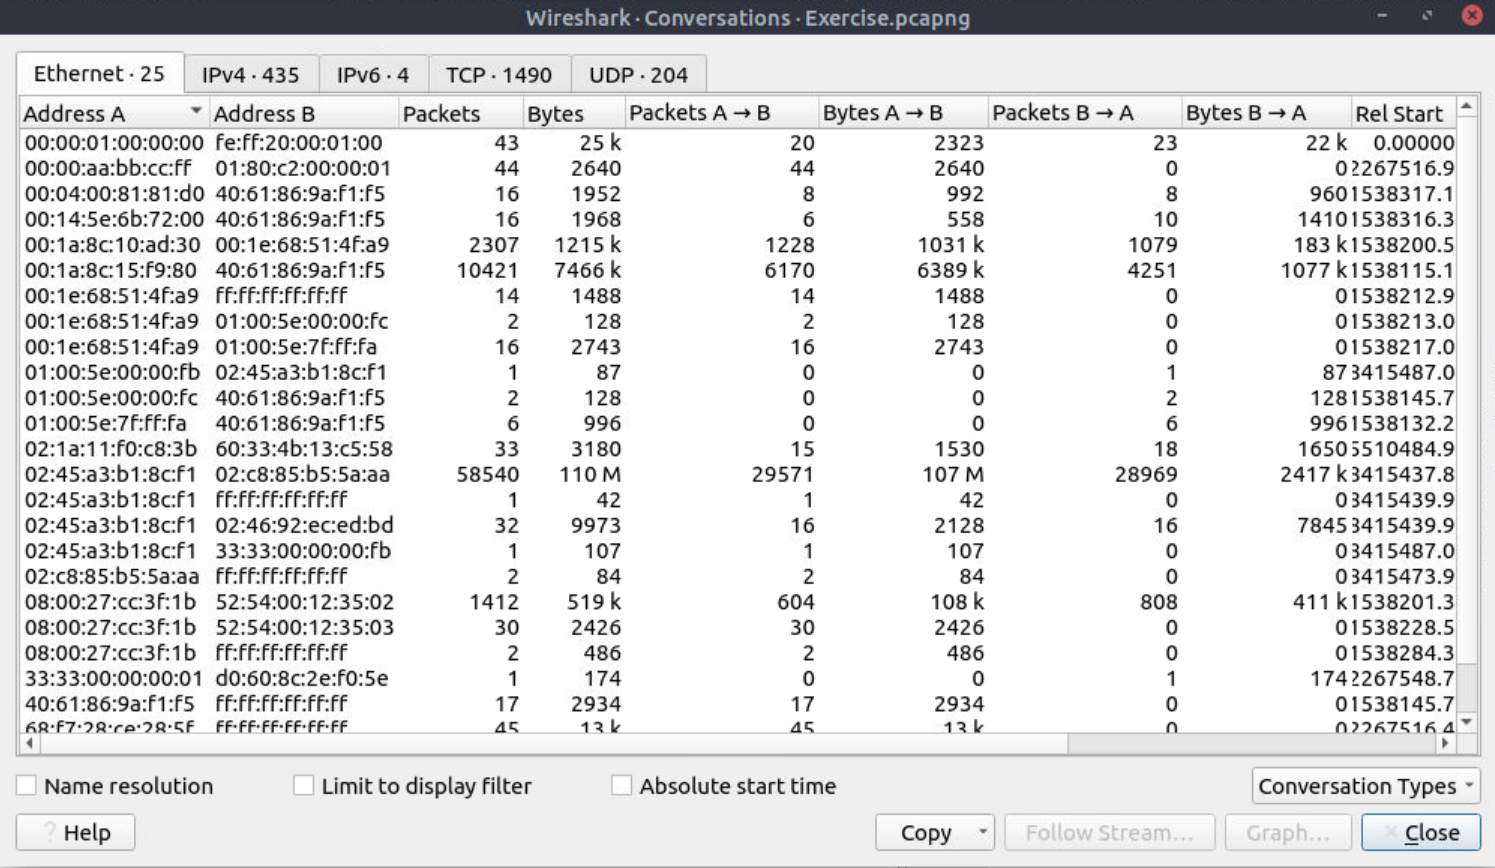 Wireshark · Conversations · Exercise.pcapng
Ethernet · 25 IPv4 · 435 IPv6 · 4 TCP · 1490 UDP · 204
Address A Address B Packets Bytes Packets A → B Bytes A → B Packets B → A Bytes B → A Rel Start
00:00:01:00:00:00 fe:ff:20:00:01:00 43 25 k 20 2323 23 22 k 0.00000
00:00:aa:bb:cc:ff 01:80:c2:00:00:01 44 2640 44 2640 0 0 2267516.9
00:04:00:81:81:d0 40:61:86:9a:f1:f5 16 1952 8 992 8 960 1538317.1
00:14:5e:6b:72:00 40:61:86:9a:f1:f5 16 1968 6 558 10 1410 1538316.3
00:1a:8c:10:ad:30 00:1e:68:51:4f:a9 2307 1215 k 1228 1031 k 1079 183 k 1538200.5
00:1a:8c:15:f9:80 40:61:86:9a:f1:f5 10421 7466 k 6170 6389 k 4251 1077 k 1538115.1
00:1e:68:51:4f:a9 ff:ff:ff:ff:ff:ff 14 1488 14 1488 0 0 1538212.9
00:1e:68:51:4f:a9 01:00:5e:00:00:fc 2 128 2 128 0 0 1538213.0
00:1e:68:51:4f:a9 01:00:5e:7f:ff:fa 16 2743 16 2743 0 0 1538217.0
01:00:5e:00:00:fb 02:45:a3:b1:8c:f1 1 87 0 0 1 87 3415487.0
01:00:5e:00:00:fc 40:61:86:9a:f1:f5 2 128 0 0 2 128 1538145.7
01:00:5e:7f:ff:fa 40:61:86:9a:f1:f5 6 996 0 0 6 996 1538132.2
02:1a:11:f0:c8:3b 60:33:4b:13:c5:58 33 3180 15 1530 18 1650 5510484.9
02:45:a3:b1:8c:f1 02:c8:85:b5:5a:aa 58540 110 M 29571 107 M 28969 2417 k 3415437.8
02:45:a3:b1:8c:f1 ff:ff:ff:ff:ff:ff 1 42 1 42 0 0 3415439.9
02:45:a3:b1:8c:f1 02:46:92:ec:ed:bd 32 9973 16 2128 16 7845 3415439.9
02:45:a3:b1:8c:f1 33:33:00:00:00:fb 1 107 1 107 0 0 3415487.0
02:c8:85:b5:5a:aa ff:ff:ff:ff:ff:ff 2 84 2 84 0 0 3415473.9
08:00:27:cc:3f:1b 52:54:00:12:35:02 1412 519 k 604 108 k 808 411 k 1538201.3
08:00:27:cc:3f:1b 52:54:00:12:35:03 30 2426 30 2426 0 0 1538228.5
08:00:27:cc:3f:1b ff:ff:ff:ff:ff:ff 2 486 2 486 0 0 1538284.3
33:33:00:00:00:01 d0:60:8c:2e:f0:5e 1 174 0 0 1 174 2267548.7
40:61:86:9a:f1:f5 ff:ff:ff:ff:ff:ff 17 2934 17 2934 0 0 1538145.7
68:f7:28:ce:28:5f ff:ff:ff:ff:ff:ff 45 13 k 45 13 k 0 0 2267516.4
Name resolution Limit to display filter Absolute start time Conversation Types
? Help Copy Follow Stream... Graph... Close